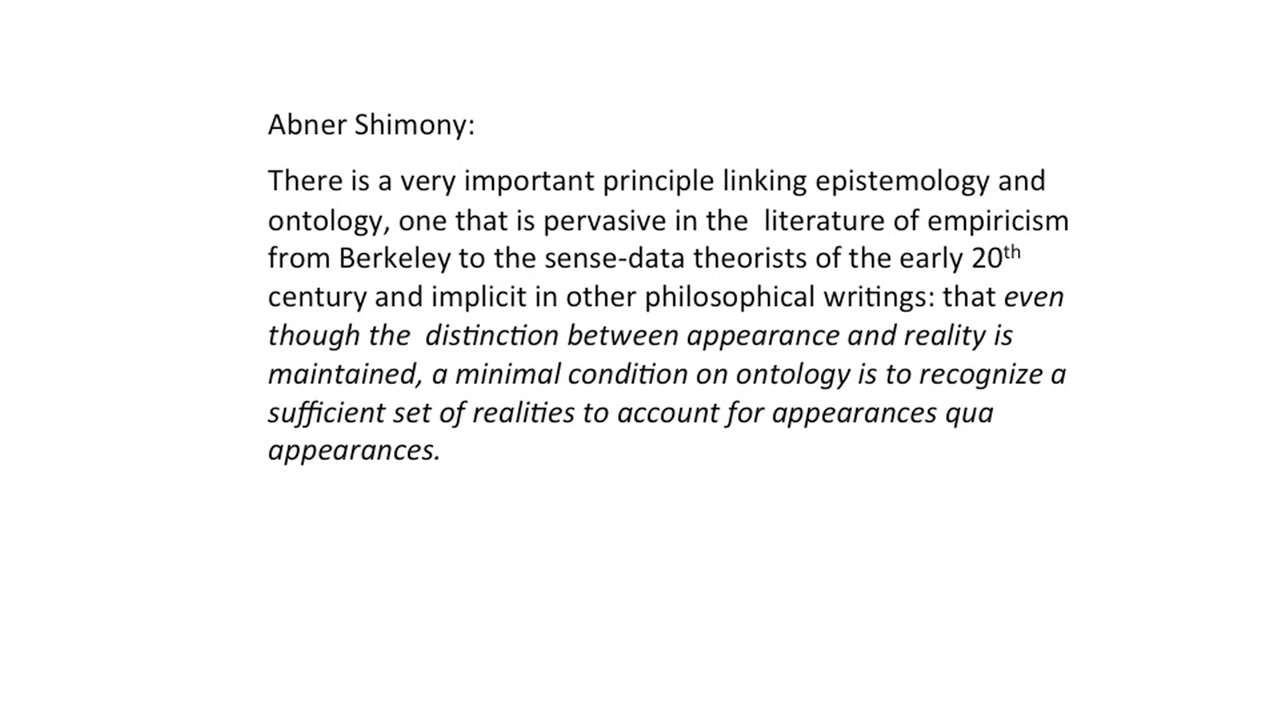 Abner Shimony:
There is a very important principle linking epistemology and
ontology, one that is pervasive in the  literature of empiricism
from Berkeley to the sense-data theorists of the early 20th
century and implicit in other philosophical writings: that even
though the  distinction between appearance and reality is
maintained, a minimal condition on ontology is to recognize a
sufficient set of realities to account for appearances qua
appearances.